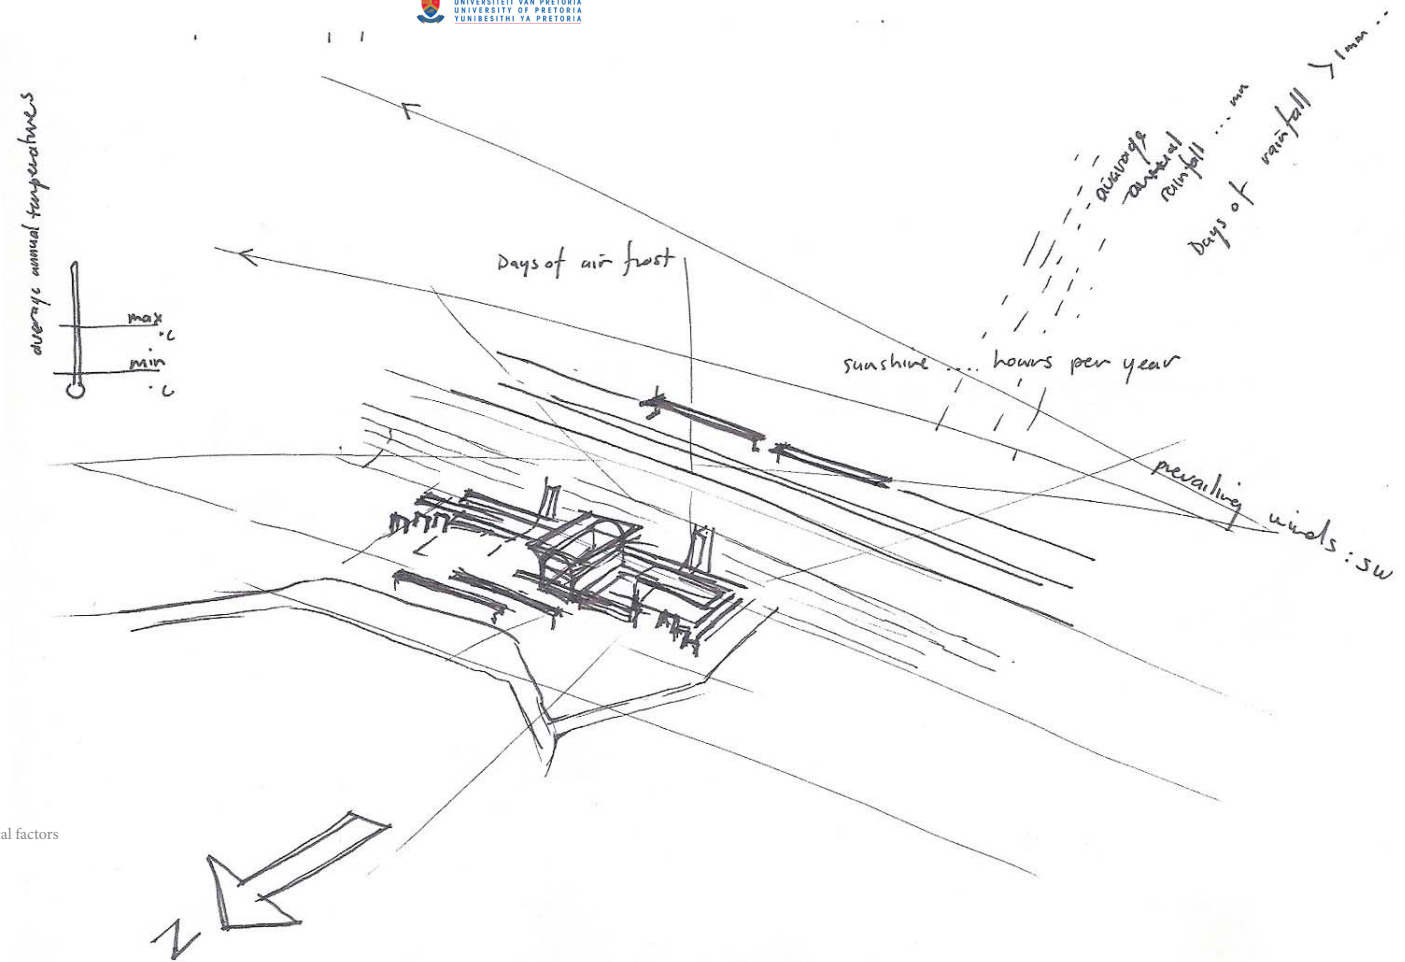 UNIVERSITEIT VAN PRETORIA
UNIVERSITY OF PRETORIA
YUNIBESITHI YA PRETORIA
average annual temperatures
max
°C
min
°C
Days of air frost
sunshine .... hours per year
average
annual
rainfall ... mm
Days of rainfall > 1mm ..
prevailing winds: SW
al factors
N